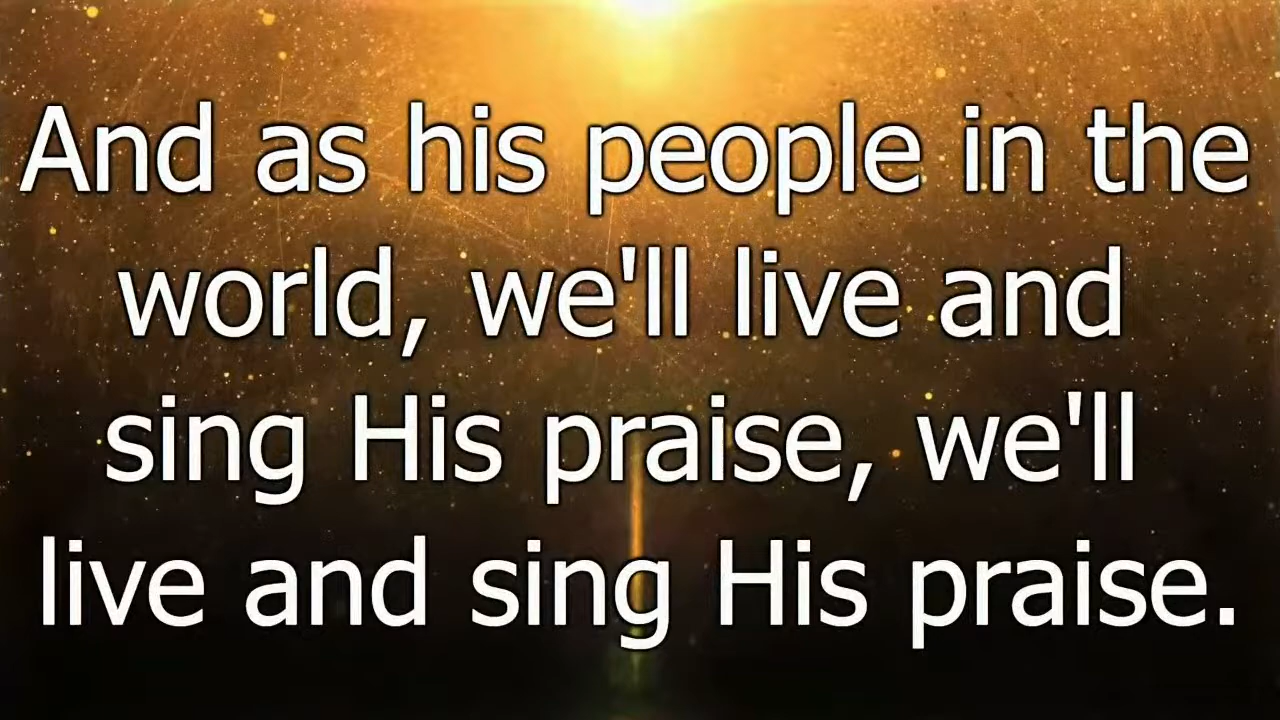 And as his people in the
world, we'll live and
sing His praise, we'll
live and sing His praise.